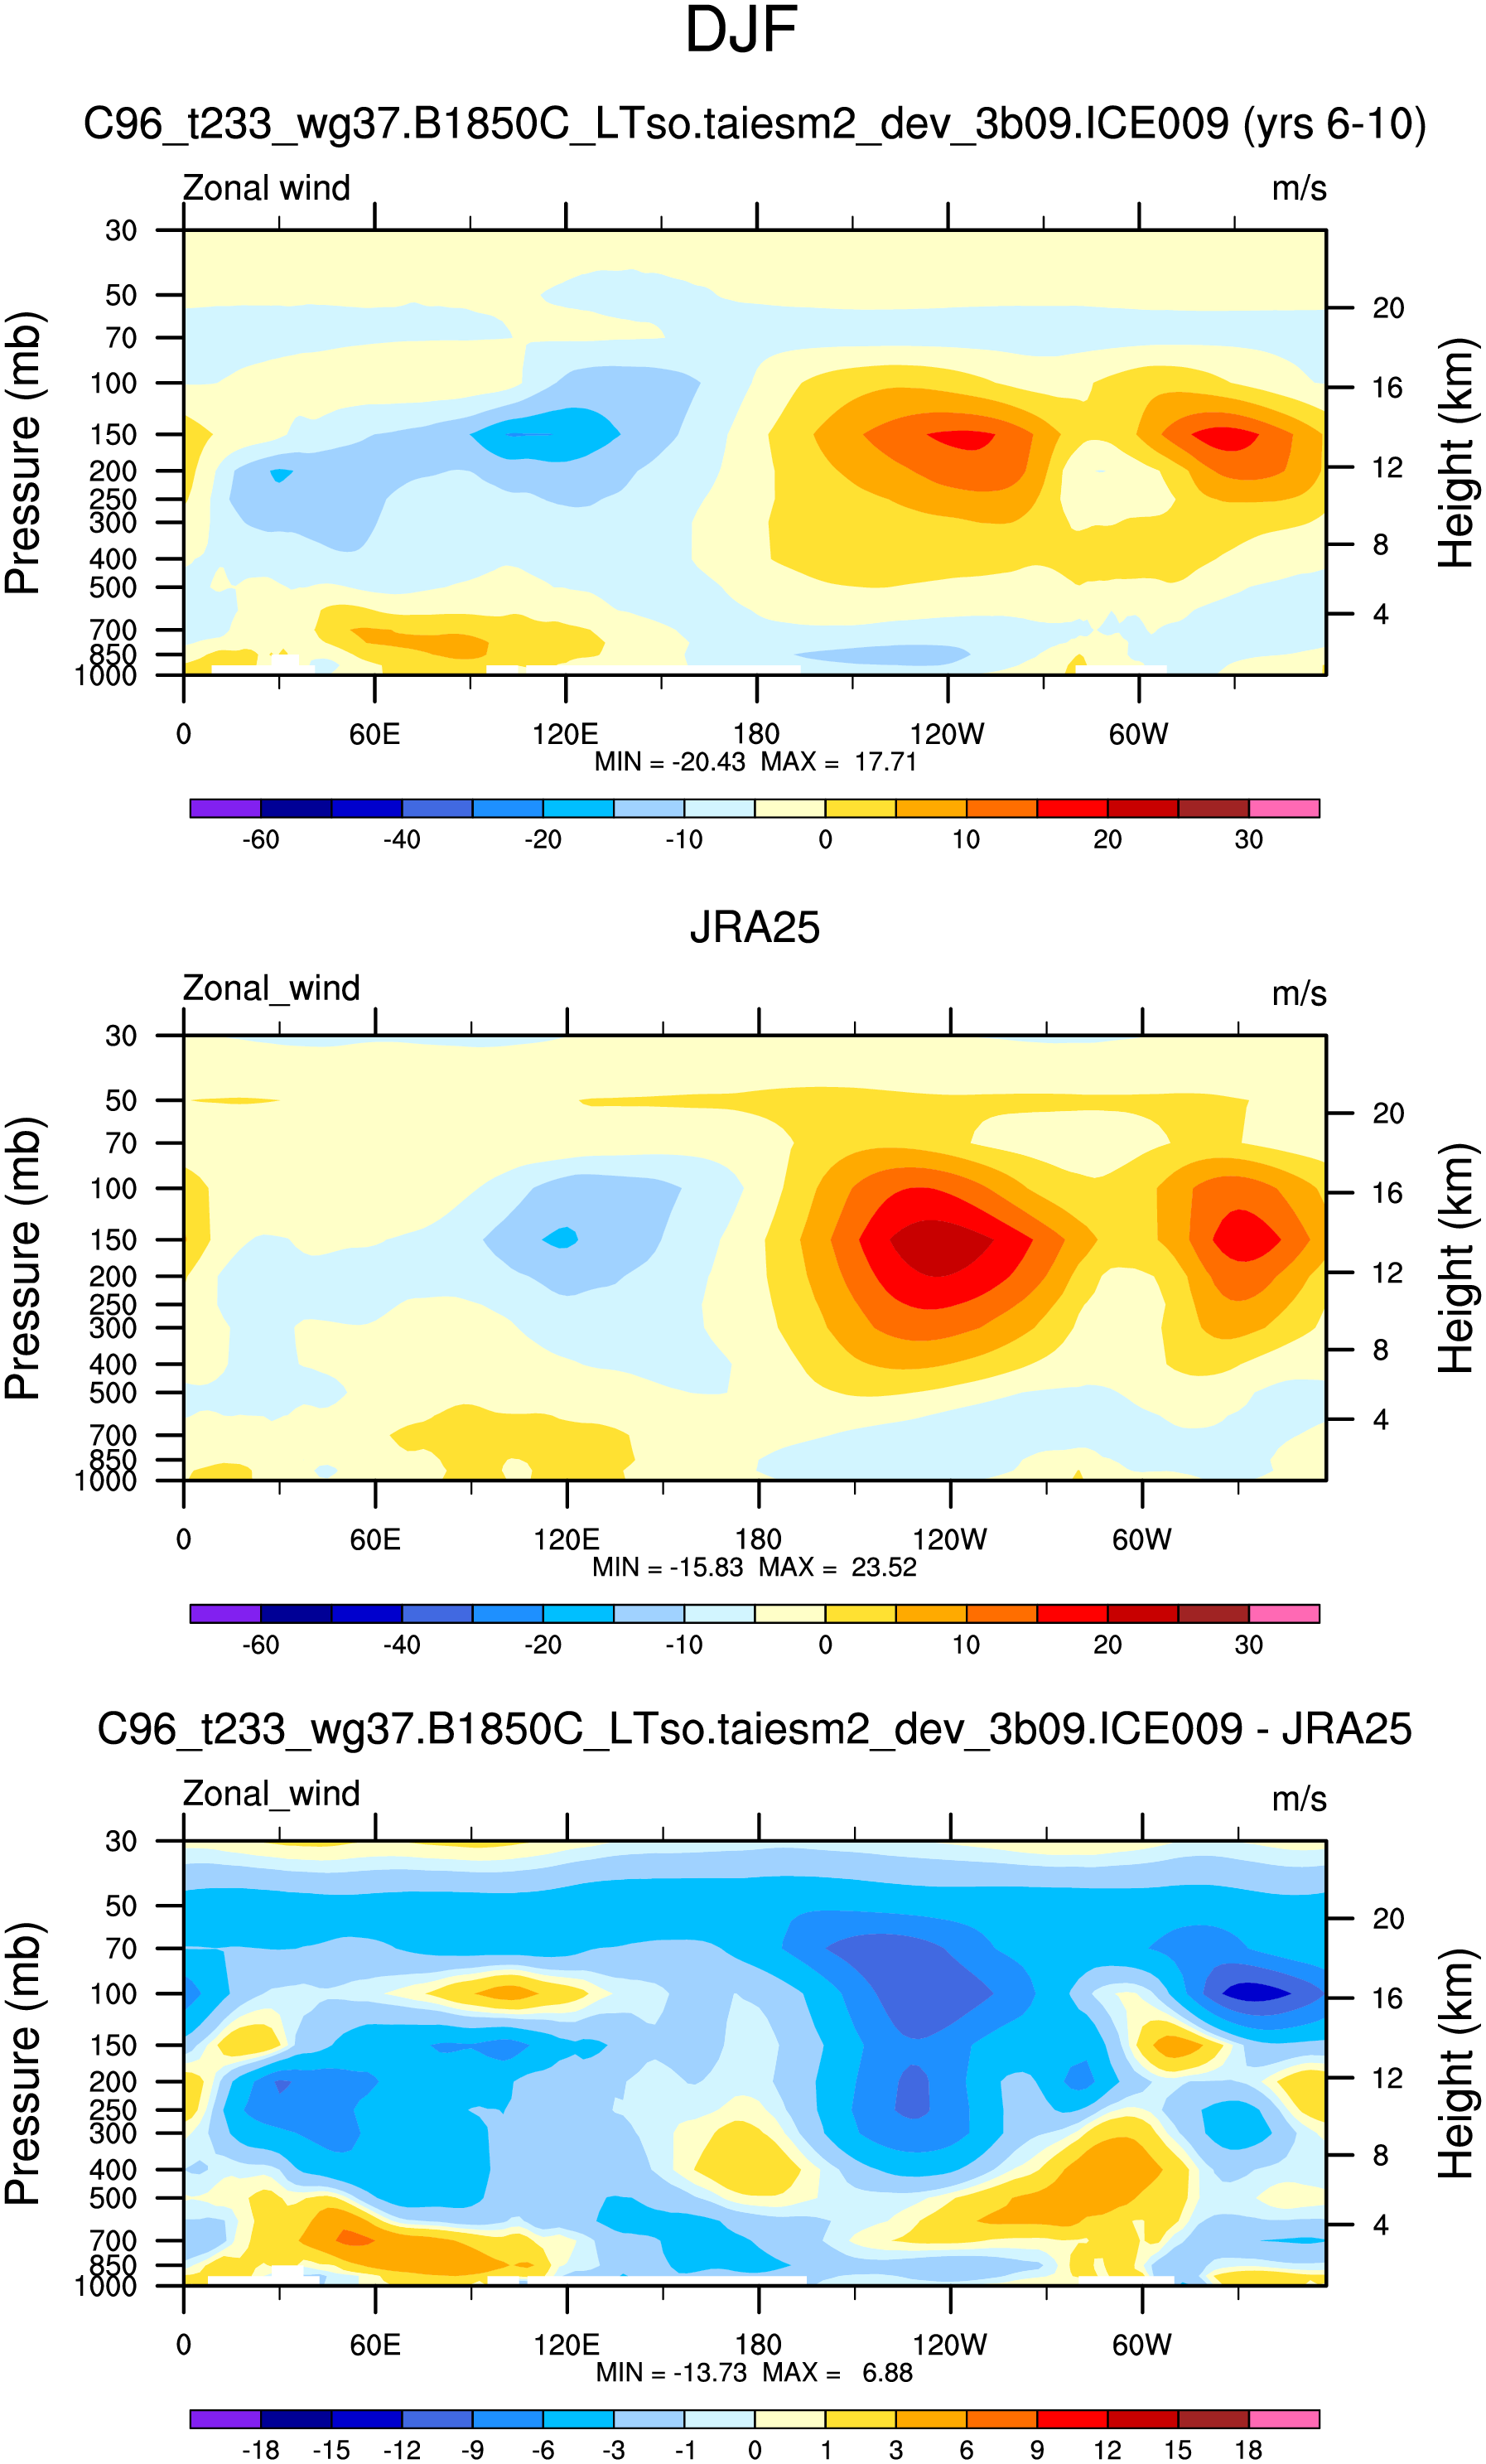 DJF
C96_t233_wg37.B1850C_LTso.taiesm2_dev_3b09.ICE009 (yrs 6-10)
Zonal wind m/s
30
50
70
100
150
200
250
300
400
500
700
850
1000
Pressure (mb)
20
16
12
8
4
Height (km)
0 60E 120E 180 120W 60W
MIN = -20.43 MAX = 17.71
-60 -40 -20 -10 0 10 20 30
JRA25
Zonal_wind m/s
30
50
70
100
150
200
250
300
400
500
700
850
1000
Pressure (mb)
20
16
12
8
4
Height (km)
0 60E 120E 180 120W 60W
MIN = -15.83 MAX = 23.52
-60 -40 -20 -10 0 10 20 30
C96_t233_wg37.B1850C_LTso.taiesm2_dev_3b09.ICE009 - JRA25
Zonal_wind m/s
30
50
70
100
150
200
250
300
400
500
700
850
1000
Pressure (mb)
20
16
12
8
4
Height (km)
0 60E 120E 180 120W 60W
MIN = -13.73 MAX = 6.88
-18 -15 -12 -9 -6 -3 -1 0 1 3 6 9 12 15 18